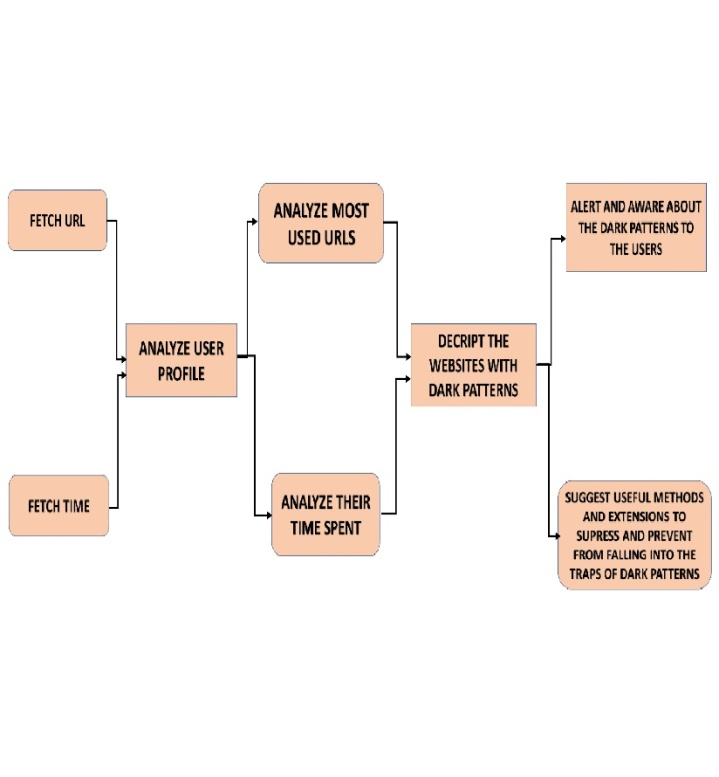 FETCH URL
FETCH TIME
ANALYZE USER
PROFILE
ANALYZE MOST
USED URLS
ANALYZE THEIR
TIME SPENT
DECRIPT THE
WEBSITES WITH
DARK PATTERNS
ALERT AND AWARE ABOUT
THE DARK PATTERNS TO
THE USERS
SUGGEST USEFUL METHODS
AND EXTENSIONS TO
SUPRESS AND PREVENT
FROM FALLING INTO THE
TRAPS OF DARK PATTERNS